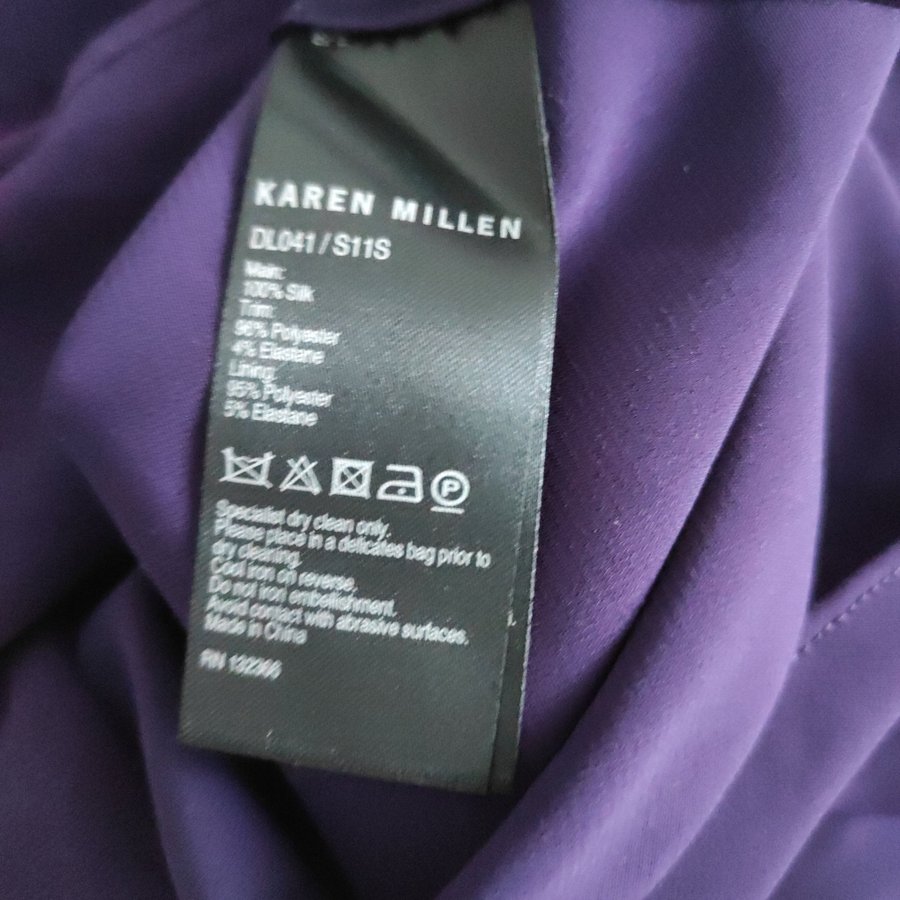 KAREN MILLEN
DL041 / S11S
Main:
100% Silk
Trim:
96% Polyester
4% Elastane
Lining:
95% Polyester
5% Elastane
P
Specialist dry clean only.
Please place in a delicates bag prior to
dry cleaning.
Cool iron on reverse.
Do not iron embellishment.
Avoid contact with abrasive surfaces.
Made in China
RN 132366